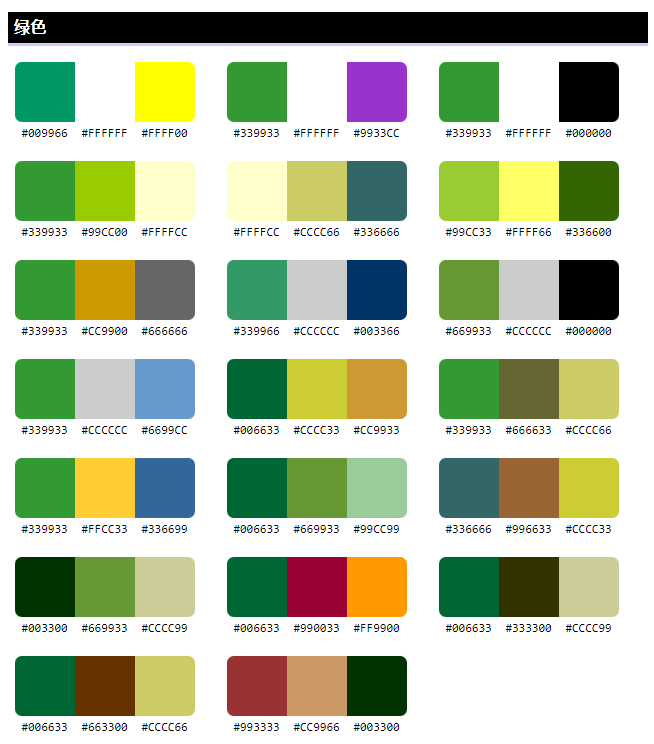 绿色
#009966 #FFFFFF #FFFF00 #339933 #FFFFFF #9933CC #339933 #FFFFFF #000000
#339933 #99CC00 #FFFFCC #FFFFCC #CCCC66 #336666 #99CC33 #FFFF66 #336600
#339933 #CC9900 #666666 #339966 #CCCCCC #003366 #669933 #CCCCCC #000000
#339933 #CCCCCC #6699CC #006633 #CCCC33 #CC9933 #339933 #666633 #CCCC66
#339933 #FFCC33 #336699 #006633 #669933 #99CC99 #336666 #996633 #CCCC33
#003300 #669933 #CCCC99 #006633 #990033 #FF9900 #006633 #333300 #CCCC99
#006633 #663300 #CCCC66 #993333 #CC9966 #003300